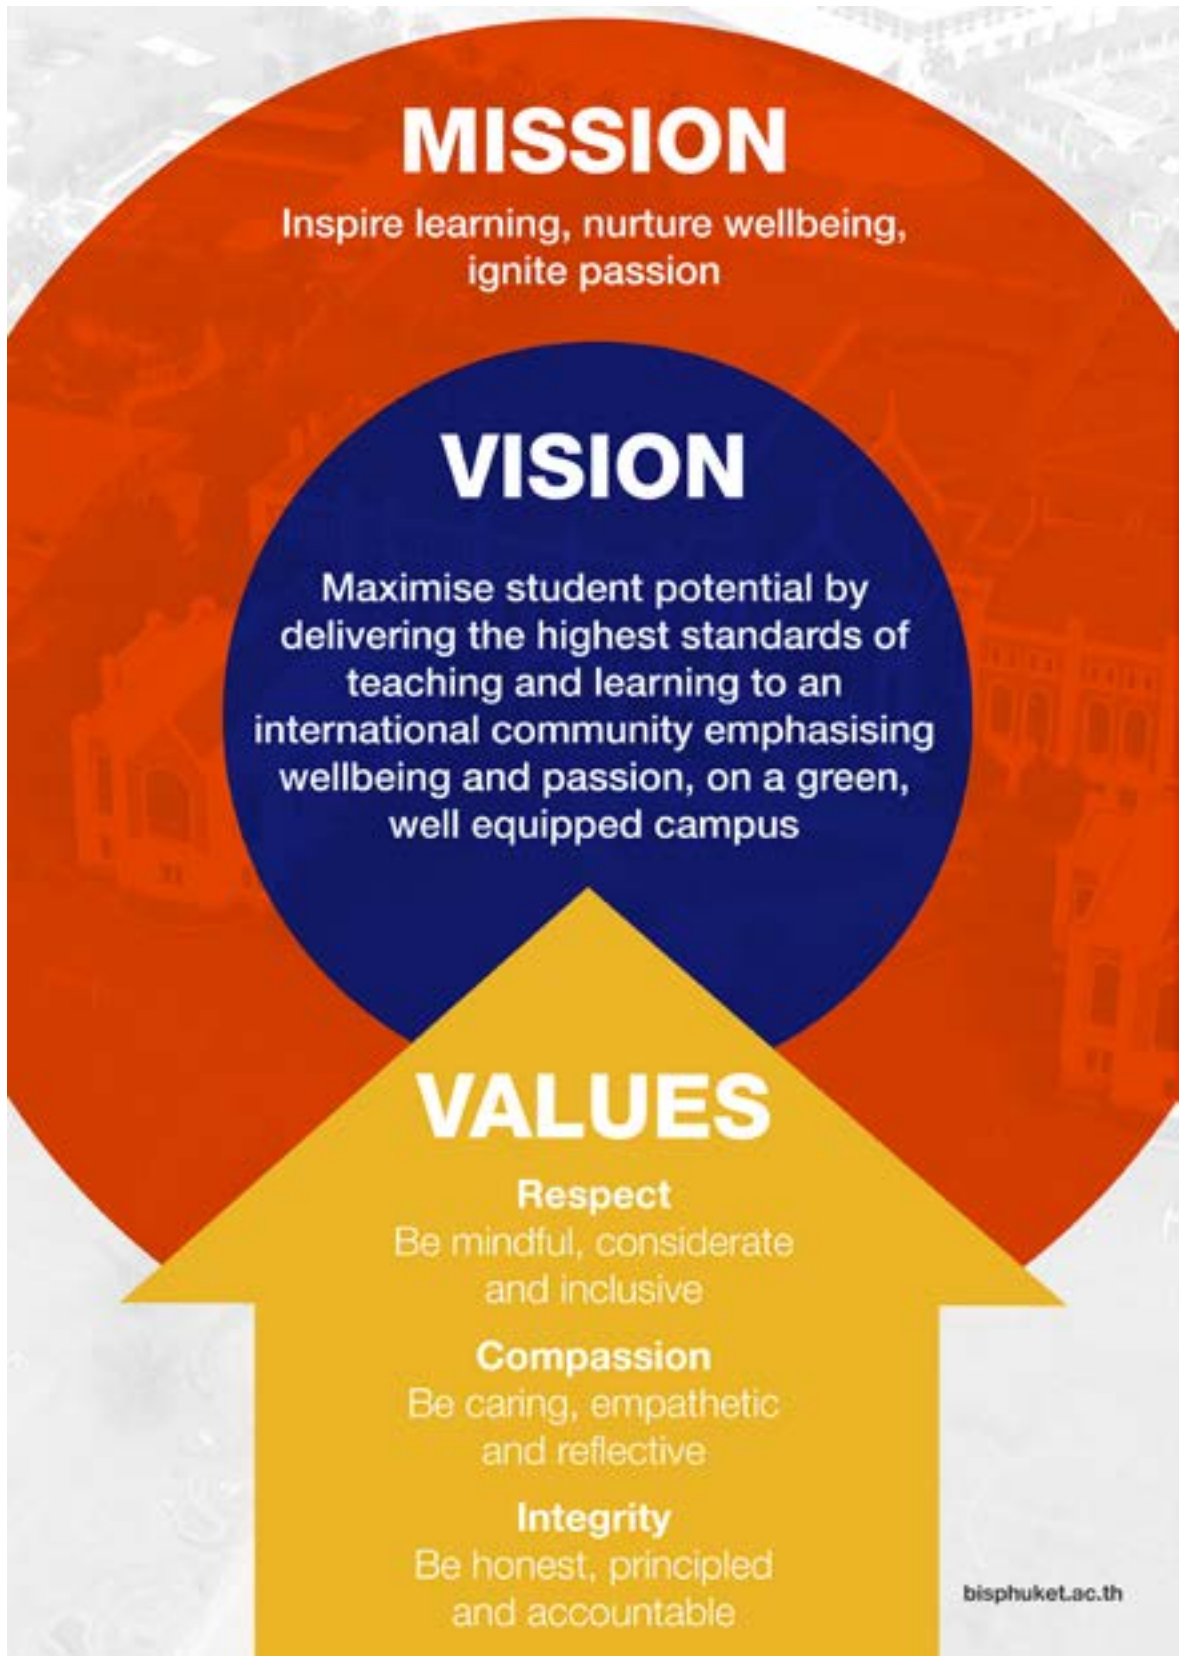 MISSION
Inspire learning, nurture wellbeing,
ignite passion
VISION
Maximise student potential by
delivering the highest standards of
teaching and learning to an
international community emphasising
wellbeing and passion, on a green,
well equipped campus
VALUES
Respect
Be mindful, considerate
and inclusive
Compassion
Be caring, empathetic
and reflective
Integrity
Be honest, principled
and accountable
bisphuket.ac.th